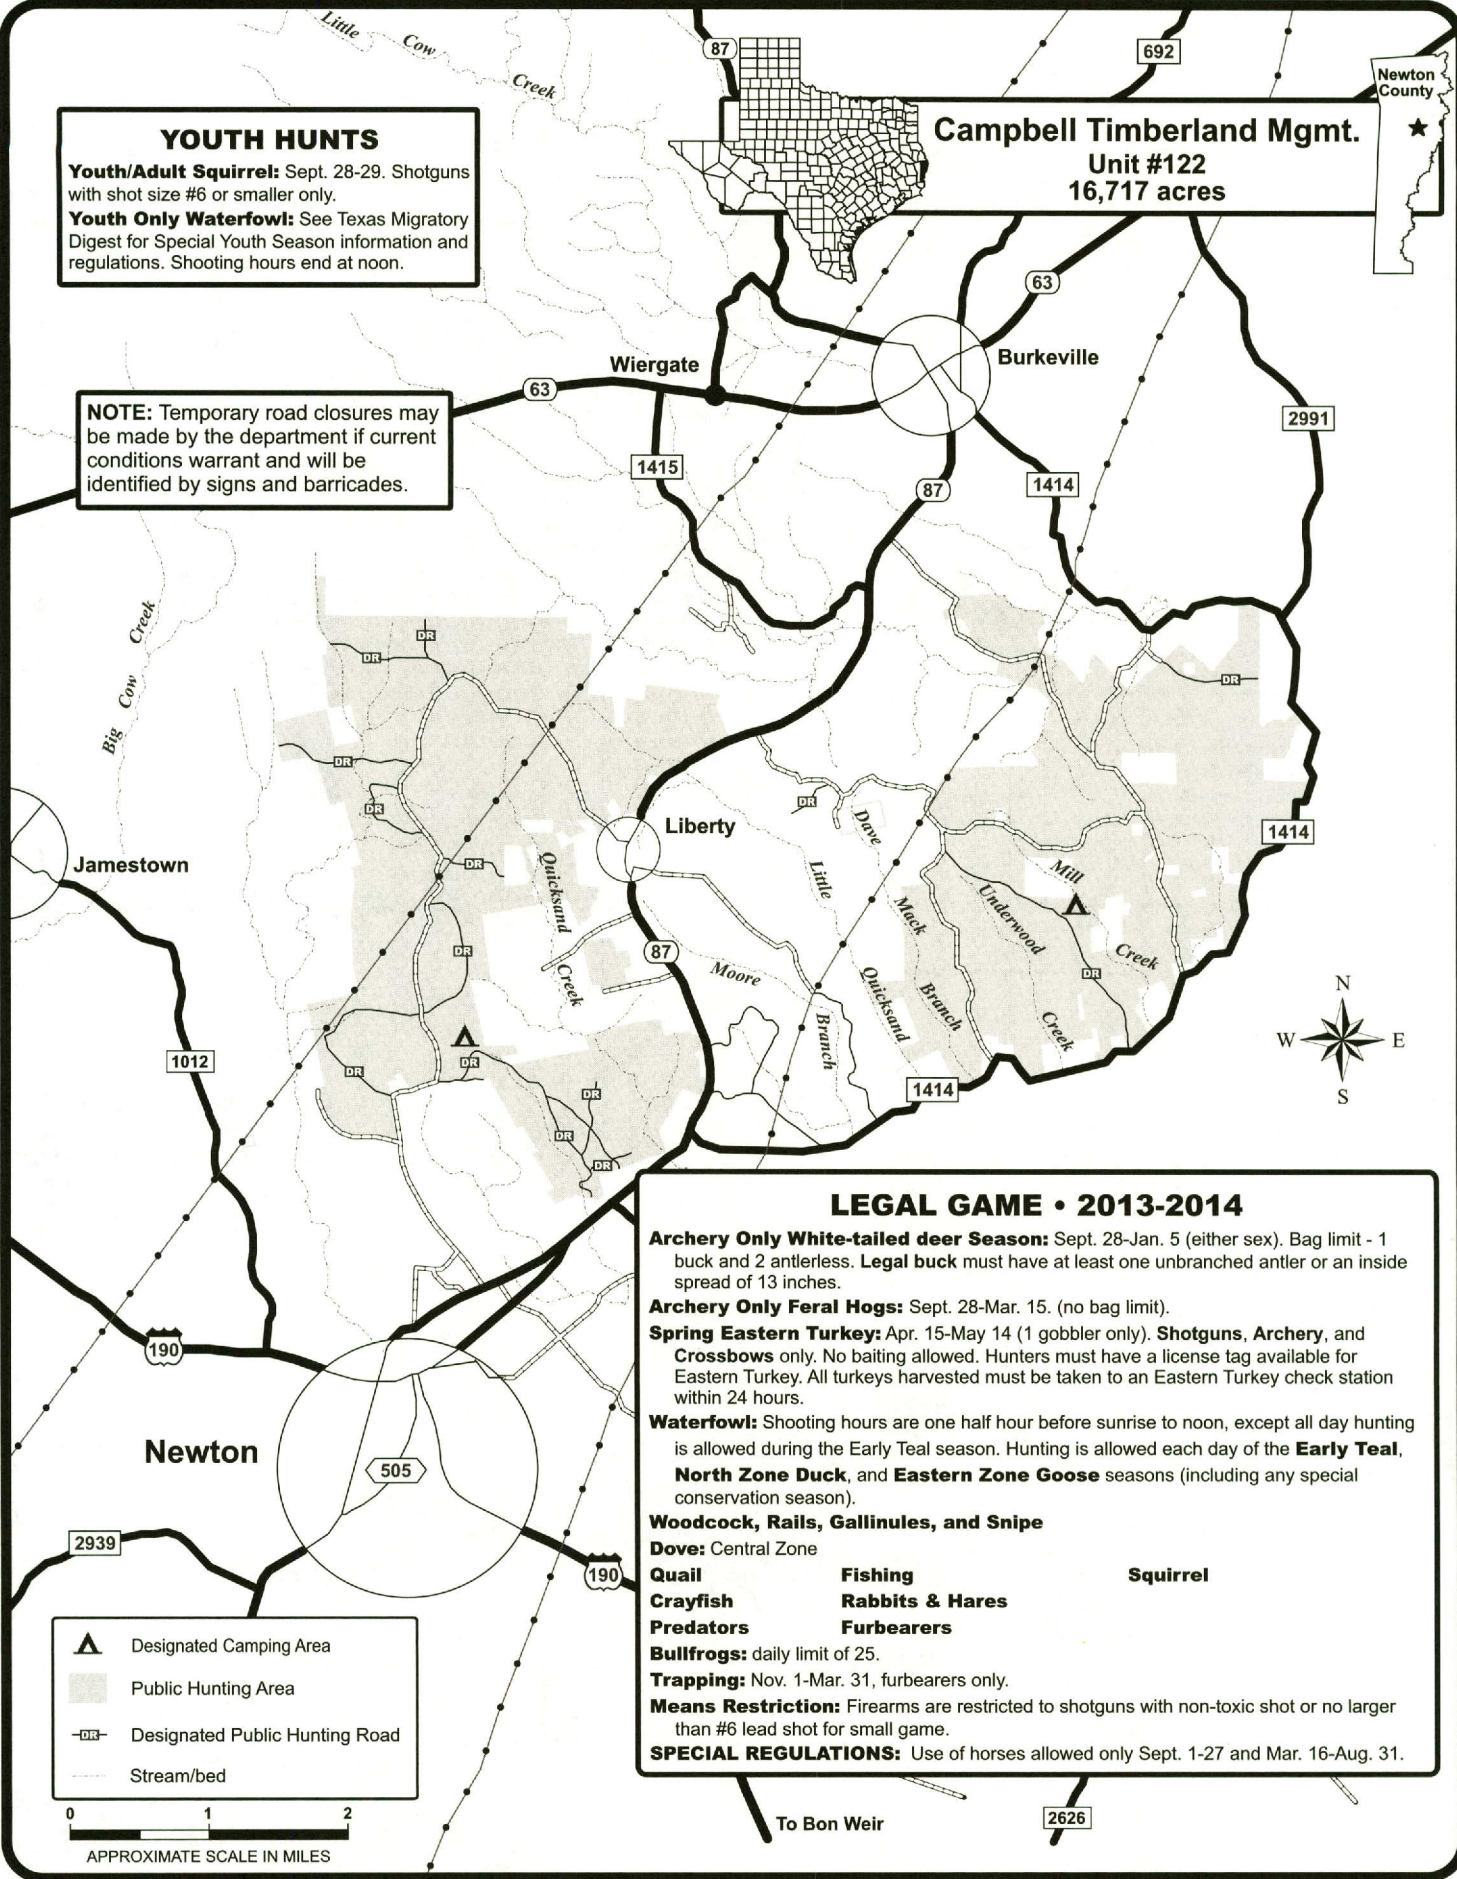 Little Cow Creek
87
692
Newton
County
YOUTH HUNTS
Youth/Adult Squirrel: Sept. 28-29. Shotguns
with shot size #6 or smaller only.
Youth Only Waterfowl: See Texas Migratory
Digest for Special Youth Season information and
regulations. Shooting hours end at noon.
Campbell Timberland Mgmt.
Unit #122
16,717 acres
63
Wiergate
Burkeville
63
NOTE: Temporary road closures may
be made by the department if current
conditions warrant and will be
identified by signs and barricades.
2991
1415
87
1414
Big Cow Creek
DR
DR
DR
DR
DR
DR
DR
Liberty
1414
Jamestown
Dave
Little
Mill
Quicksand
Creek
DR
Mack
Underwood
Creek
DR
87
Moore
Branch
Quicksand
Branch
Creek
DR
N
W E
S
1012
DR
DR
DR
DR
DR
1414
LEGAL GAME • 2013-2014
Archery Only White-tailed deer Season: Sept. 28-Jan. 5 (either sex). Bag limit - 1
buck and 2 antlerless. Legal buck must have at least one unbranched antler or an inside
spread of 13 inches.
Archery Only Feral Hogs: Sept. 28-Mar. 15. (no bag limit).
Spring Eastern Turkey: Apr. 15-May 14 (1 gobbler only). Shotguns, Archery, and
Crossbows only. No baiting allowed. Hunters must have a license tag available for
Eastern Turkey. All turkeys harvested must be taken to an Eastern Turkey check station
within 24 hours.
Waterfowl: Shooting hours are one half hour before sunrise to noon, except all day hunting
is allowed during the Early Teal season. Hunting is allowed each day of the Early Teal,
North Zone Duck, and Eastern Zone Goose seasons (including any special
conservation season).
Woodcock, Rails, Gallinules, and Snipe
Dove: Central Zone
Quail Fishing Squirrel
Crayfish Rabbits & Hares
Predators Furbearers
Bullfrogs: daily limit of 25.
Trapping: Nov. 1-Mar. 31, furbearers only.
Means Restriction: Firearms are restricted to shotguns with non-toxic shot or no larger
than #6 lead shot for small game.
SPECIAL REGULATIONS: Use of horses allowed only Sept. 1-27 and Mar. 16-Aug. 31.
190
Newton
505
2939
190
Designated Camping Area
Public Hunting Area
DR Designated Public Hunting Road
Stream/bed
0 1 2
APPROXIMATE SCALE IN MILES
To Bon Weir
2626